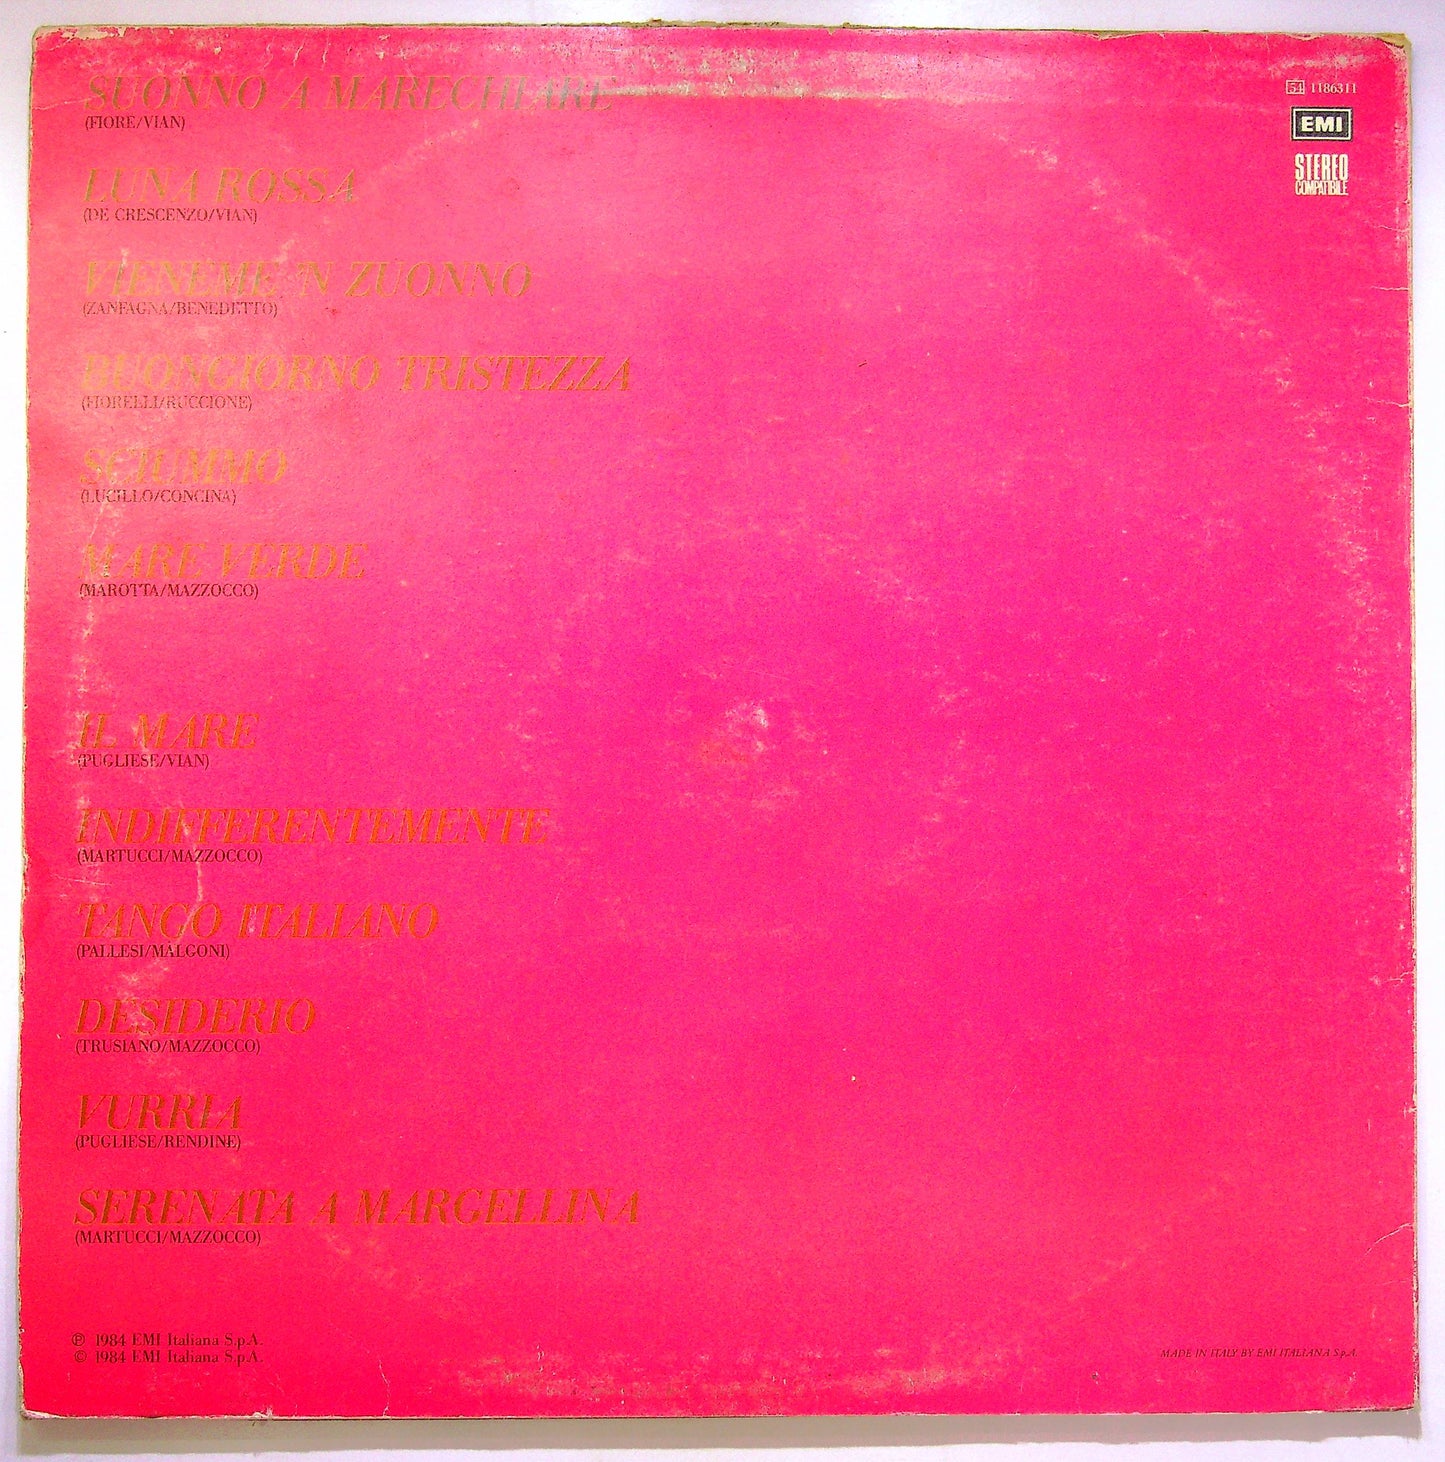 SUONNO A MARECHIARE
(FIORE/VIAN)
LUNA ROSSA
(DE CRESCENZO/VIAN)
VIENEME 'N ZUONNO
(ZANFAGNA/BENEDETTO)
BUONGIORNO TRISTEZZA
(FIORELLI/RUCCIONE)
SCIUMMO
(LUCILLO/CONCINA)
MARE VERDE
(MAROTTA/MAZZOCCO)
IL MARE
(PUGLIESE/VIAN)
INDIFFERENTEMENTE
(MARTUCCI/MAZZOCCO)
TANGO ITALIANO
(PALLESI/MALGONI)
DESIDERIO
(TRUSIANO/MAZZOCCO)
VURRIA
(PUGLIESE/RENDINE)
SERENATA A MARGELLINA
(MARTUCCI/MAZZOCCO)
℗ 1984 EMI Italiana S.p.A.
© 1984 EMI Italiana S.p.A.
54 1186311
EMI
STEREO
COMPATIBILE
MADE IN ITALY BY EMI ITALIANA S.p.A.